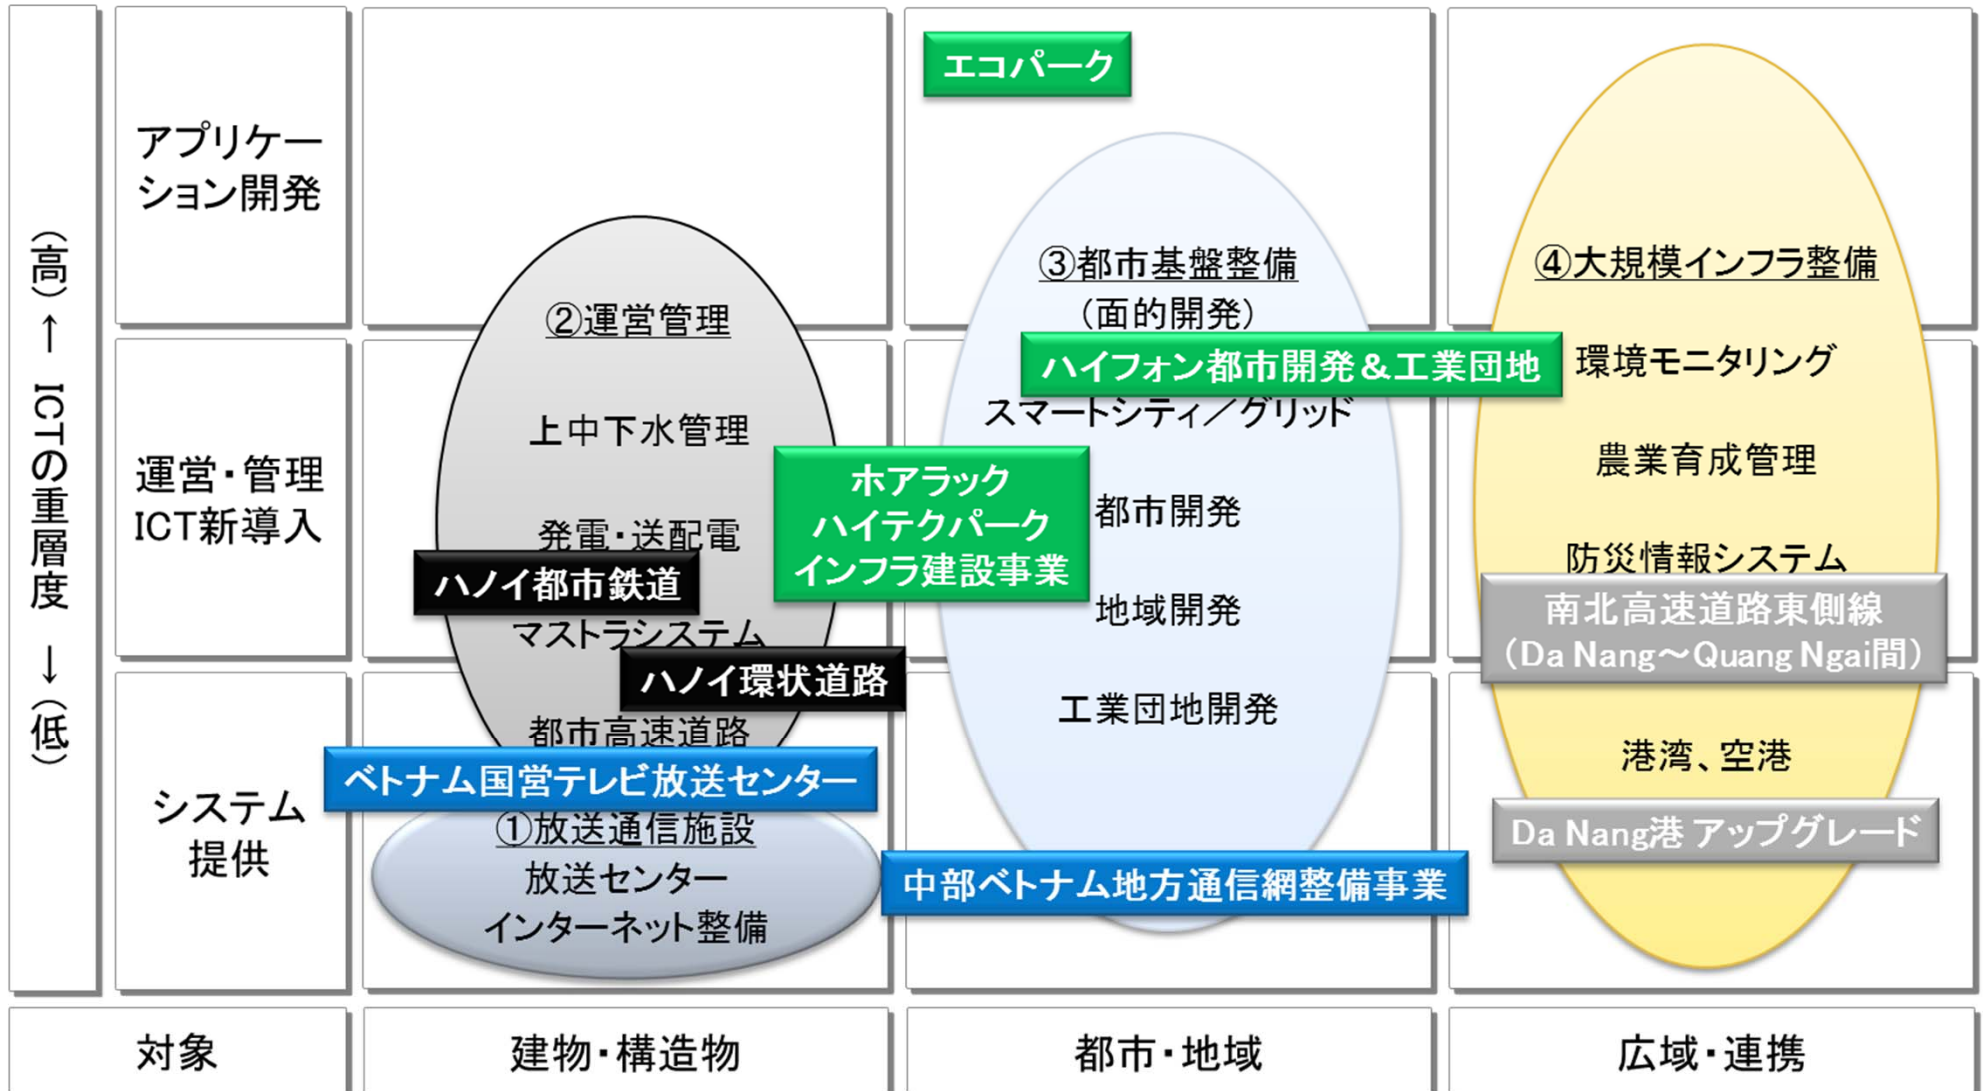 (高)← ICTの重層度 →(低)
アプリケー
ション開発
運営・管理
ICT新導入
システム
提供
エコパーク
②運営管理
上中下水管理
発電・送配電
ハノイ都市鉄道
マストラシステム
ハノイ環状道路
都市高速道路
ベトナム国営テレビ放送センター
①放送通信施設
放送センター
インターネット整備
③都市基盤整備
(面的開発)
ハイフォン都市開発&工業団地
スマートシティ/グリッド
ホアラック
ハイテクパーク
インフラ建設事業
都市開発
地域開発
工業団地開発
中部ベトナム地方通信網整備事業
④大規模インフラ整備
環境モニタリング
農業育成管理
防災情報システム
南北高速道路東側線
(Da Nang～Quang Ngai間)
港湾、空港
Da Nang港 アップグレード
対象
建物・構造物
都市・地域
広域・連携